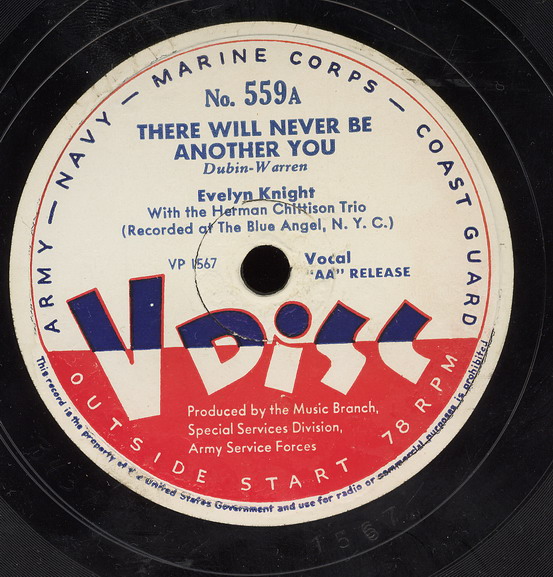 ARMY — NAVY — MARINE CORPS — COAST GUARD
No. 559A
THERE WILL NEVER BE
ANOTHER YOU
Dubin-Warren
Evelyn Knight
With the Herman Chittison Trio
(Recorded at The Blue Angel, N. Y. C.)
VP 1567
Vocal
"AA" RELEASE
V DiSC
Produced by the Music Branch,
Special Services Division,
Army Service Forces
OUTSIDE START 78 RPM
This record is the property of the United States Government and use for radio or commercial purposes is prohibited
1567